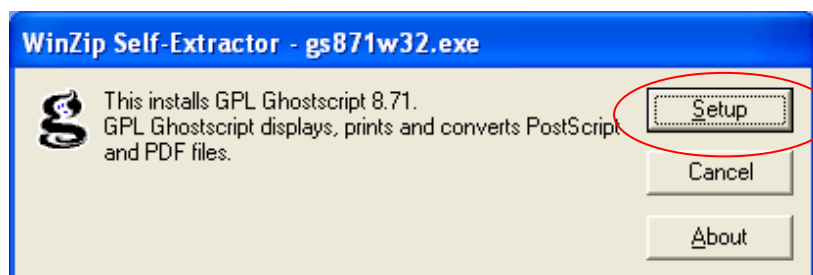 WinZip Self-Extractor - gs871w32.exe
This installs GPL Ghostscript 8.71.
GPL Ghostscript displays, prints and converts PostScript
and PDF files.
Setup
Cancel
About